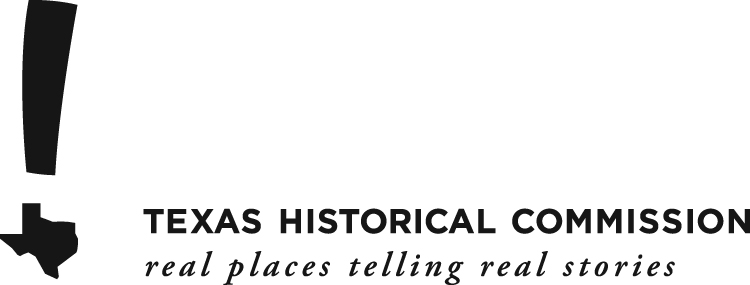 TEXAS HISTORICAL COMMISSION
real places telling real stories